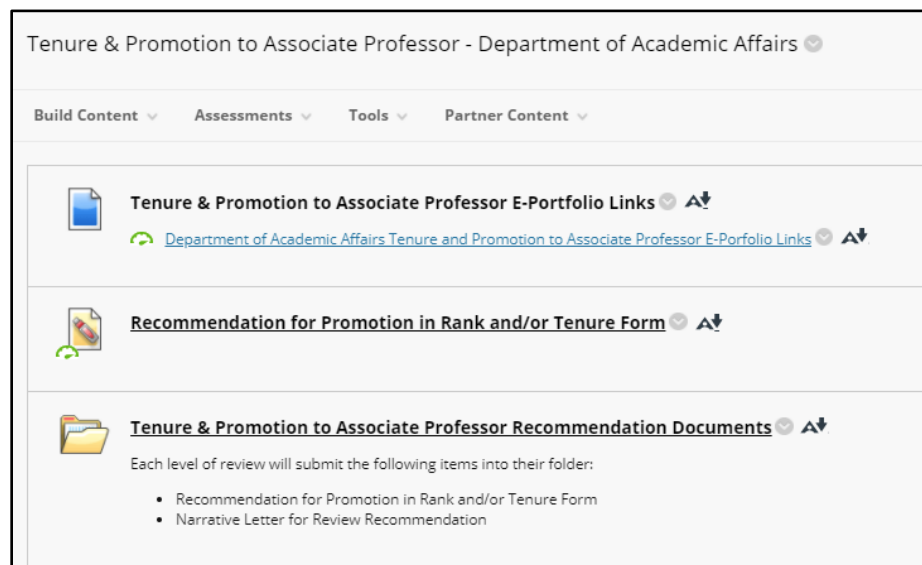 Tenure & Promotion to Associate Professor - Department of Academic Affairs
Build Content Assessments Tools Partner Content
Tenure & Promotion to Associate Professor E-Portfolio Links
Department of Academic Affairs Tenure and Promotion to Associate Professor E-Porfolio Links
Recommendation for Promotion in Rank and/or Tenure Form
Tenure & Promotion to Associate Professor Recommendation Documents
Each level of review will submit the following items into their folder:
• Recommendation for Promotion in Rank and/or Tenure Form
• Narrative Letter for Review Recommendation